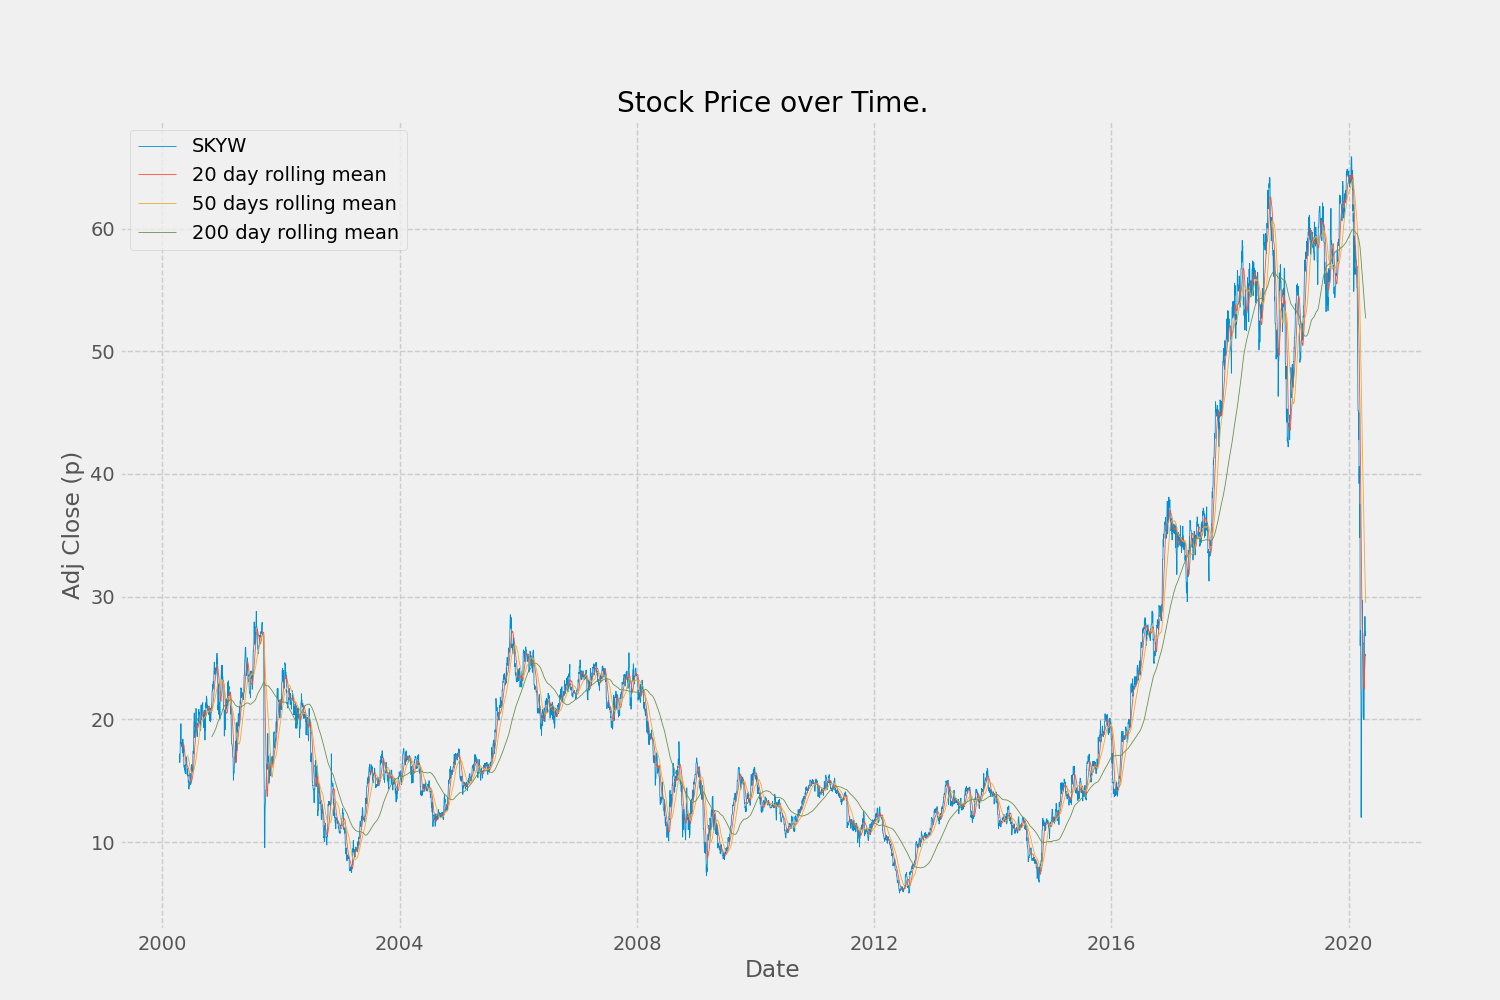 Stock Price over Time.
SKYW
20 day rolling mean
50 days rolling mean
200 day rolling mean
60
50
40
30
20
10
Adj Close (p)
2000 2004 2008 2012 2016 2020
Date